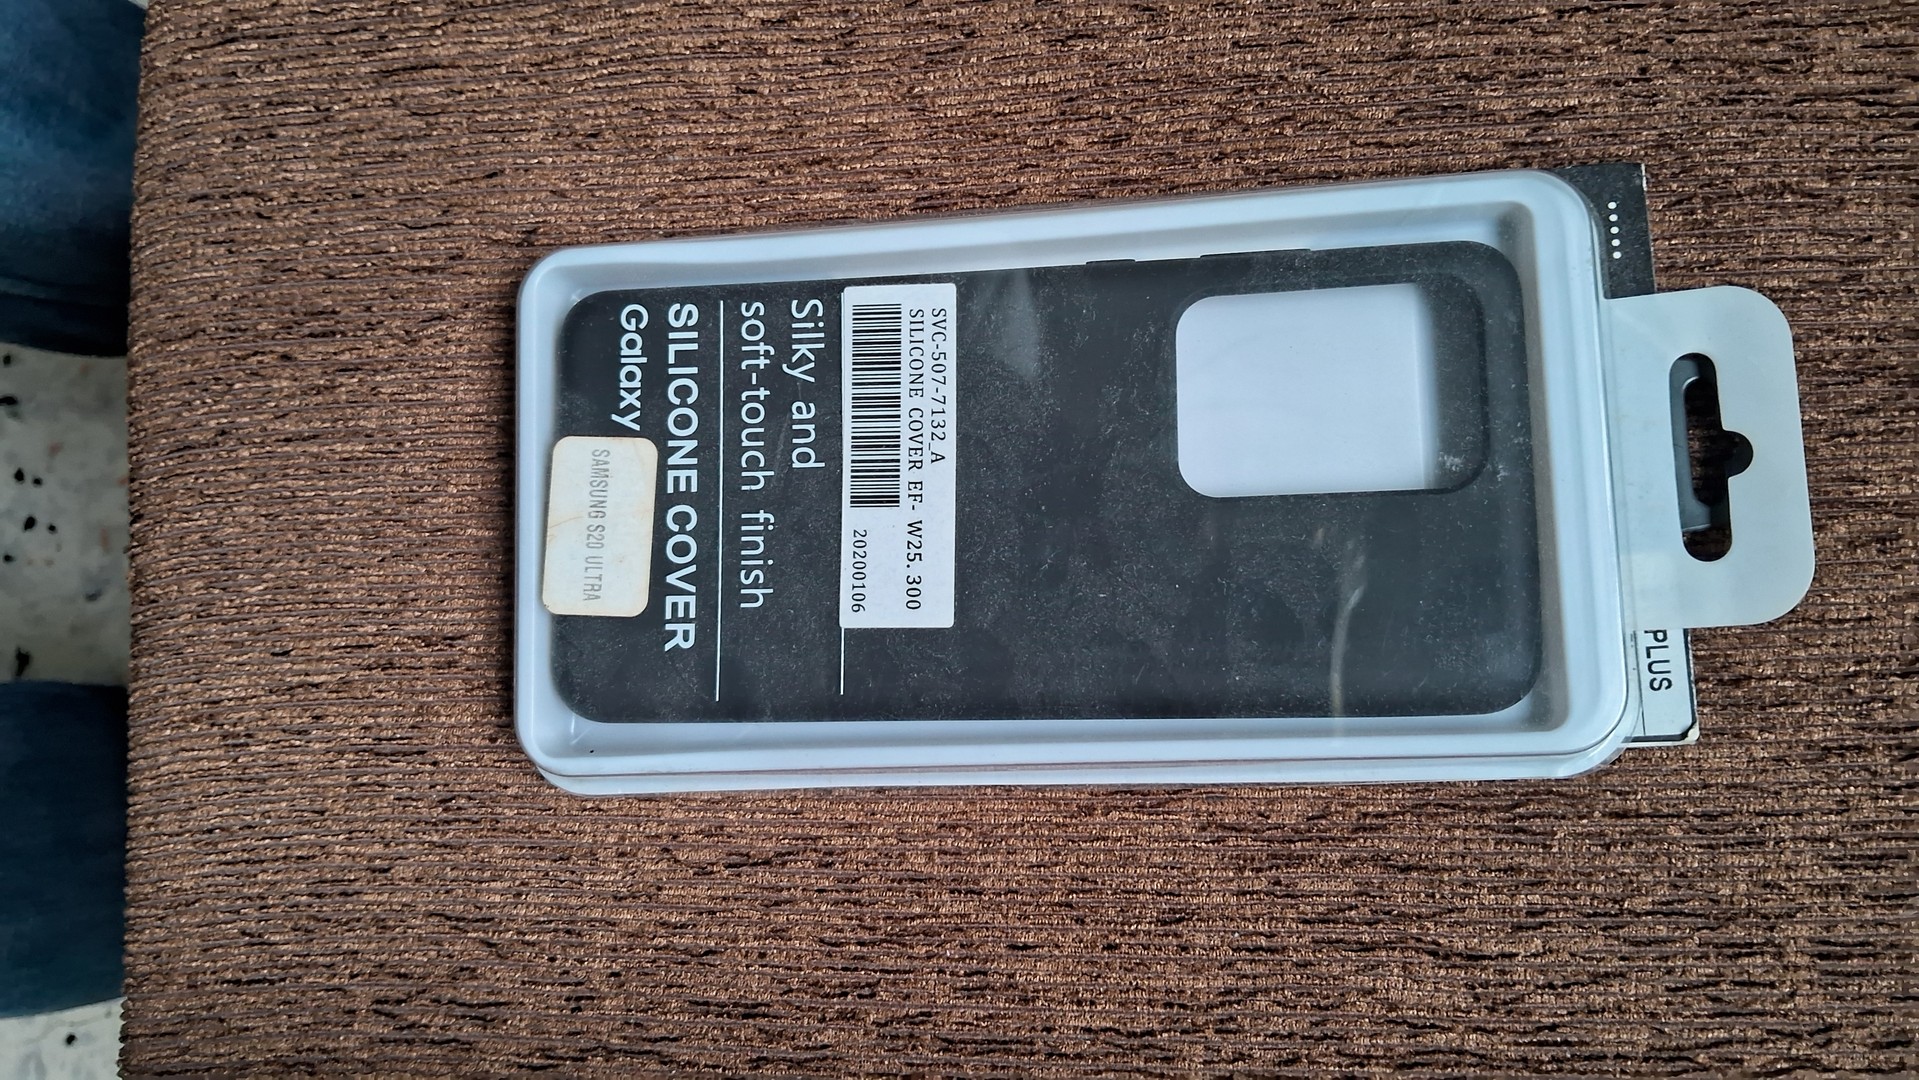 SVC-507-7132_A
SILICONE COVER EF- W25.300
20200106
Silky and
soft-touch finish
SILICONE COVER
Galaxy
SAMSUNG S20 ULTRA
PLUS